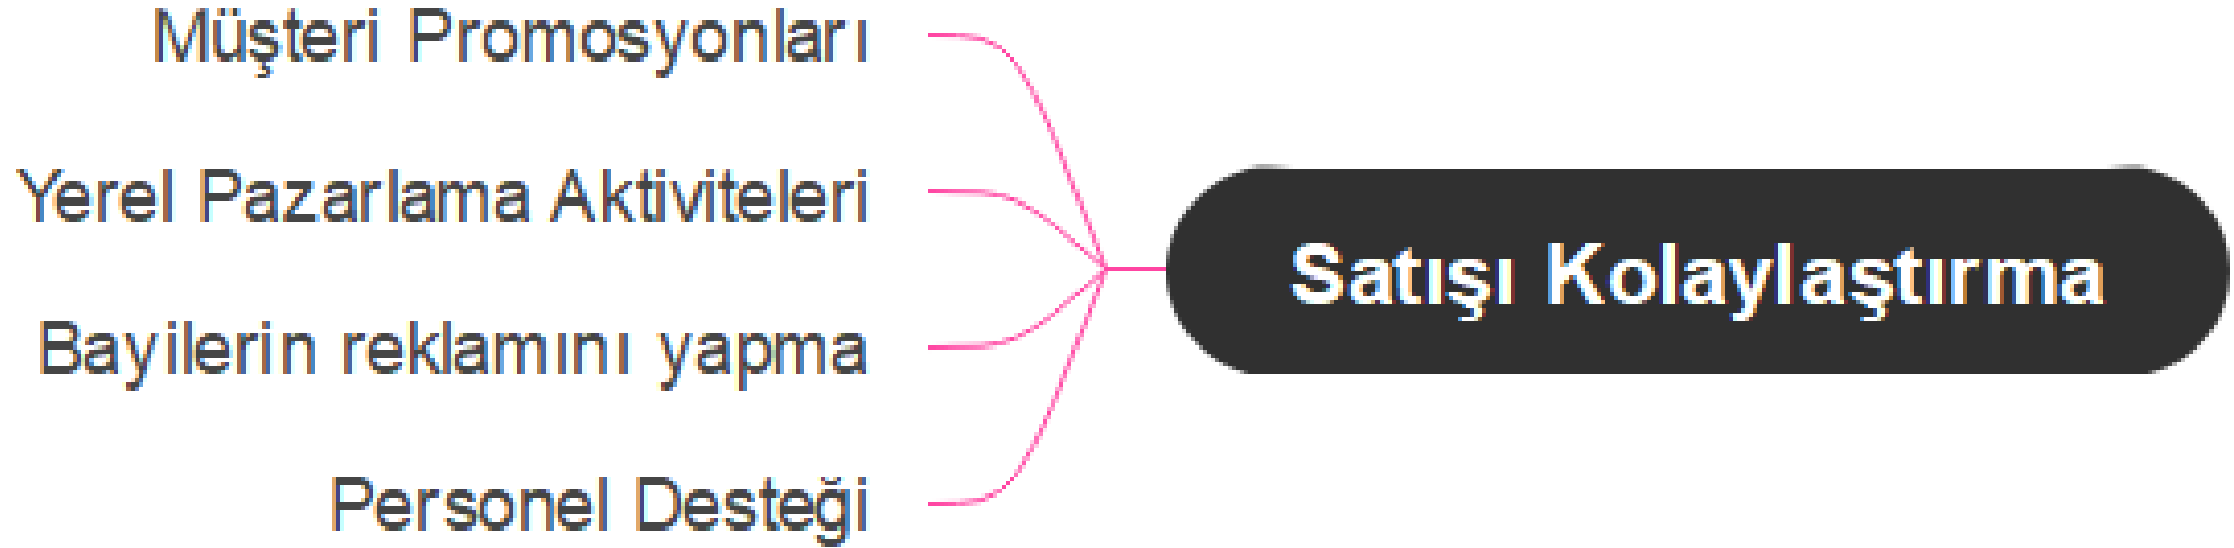 Müşteri Promosyonları
Yerel Pazarlama Aktiviteleri
Bayilerin reklamını yapma
Personel Desteği
Satışı Kolaylaştırma